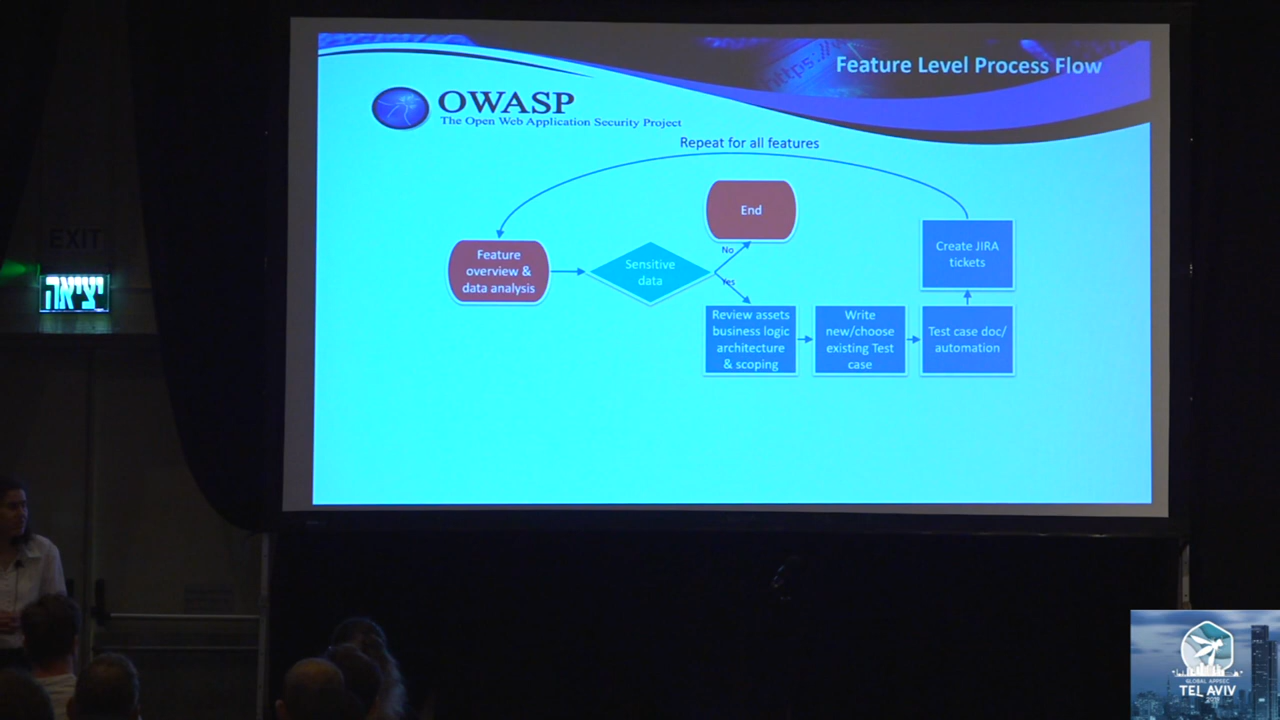 Feature Level Process Flow
https://
OWASP
The Open Web Application Security Project
Repeat for all features
End
No
Feature
overview &
data analysis
Sensitive
data
Yes
Create JIRA
tickets
Review assets
business logic
architecture
& scoping
Write
new/choose
existing Test
case
Test case doc/
automation
EXIT
יציאה
GLOBAL APPSEC
TEL AVIV